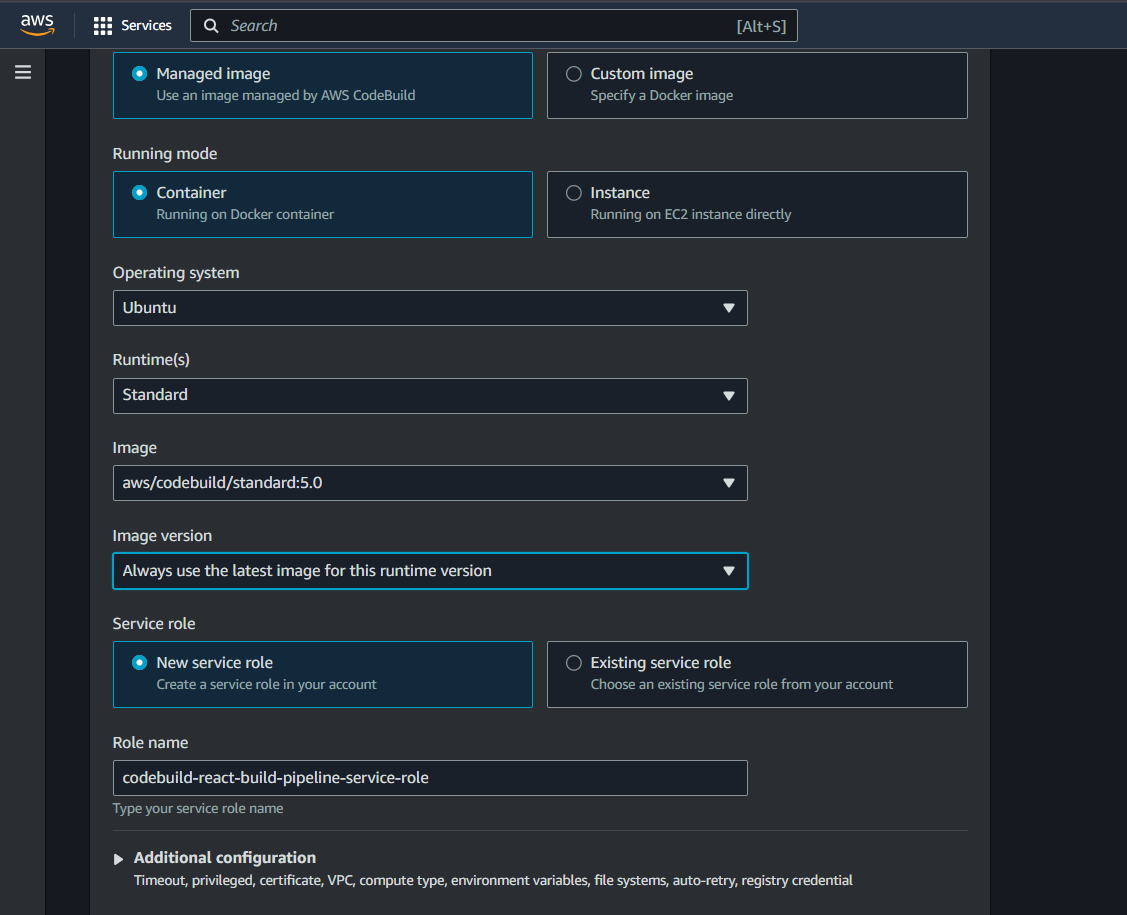 aws
Services
Search
[Alt+S]
Managed image
Use an image managed by AWS CodeBuild
Custom image
Specify a Docker image
Running mode
Container
Running on Docker container
Instance
Running on EC2 instance directly
Operating system
Ubuntu
Runtime(s)
Standard
Image
aws/codebuild/standard:5.0
Image version
Always use the latest image for this runtime version
Service role
New service role
Create a service role in your account
Existing service role
Choose an existing service role from your account
Role name
codebuild-react-build-pipeline-service-role
Type your service role name
Additional configuration
Timeout, privileged, certificate, VPC, compute type, environment variables, file systems, auto-retry, registry credential